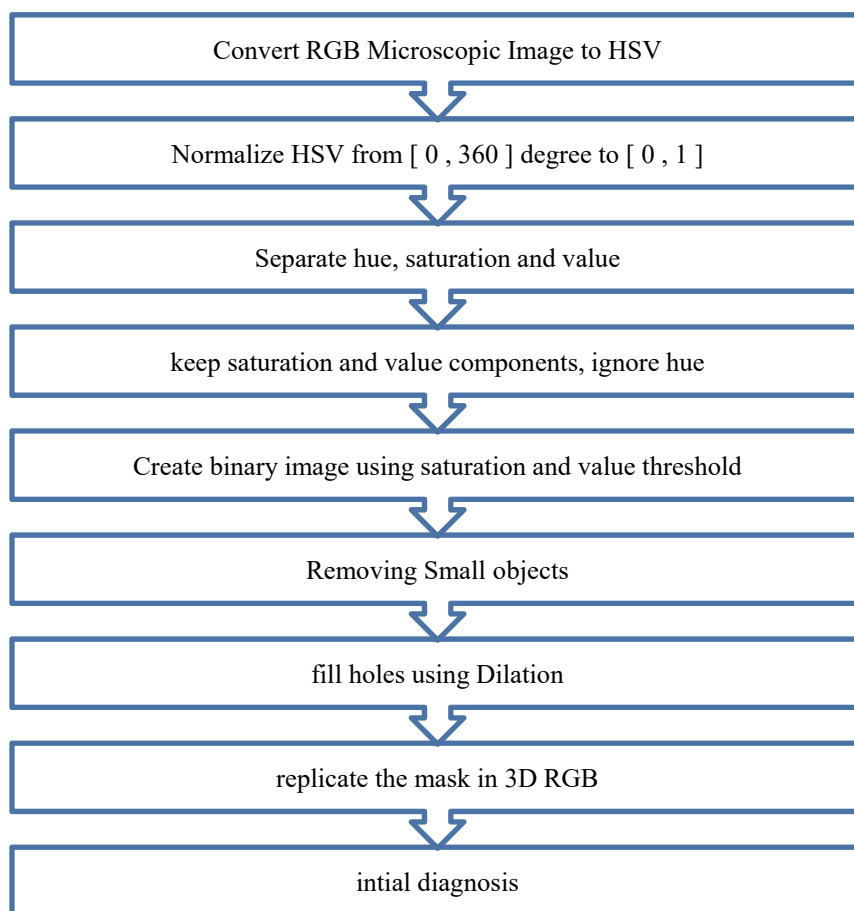 Convert RGB Microscopic Image to HSV
Normalize HSV from [ 0 , 360 ] degree to [ 0 , 1 ]
Separate hue, saturation and value
keep saturation and value components, ignore hue
Create binary image using saturation and value threshold
Removing Small objects
fill holes using Dilation
replicate the mask in 3D RGB
intial diagnosis